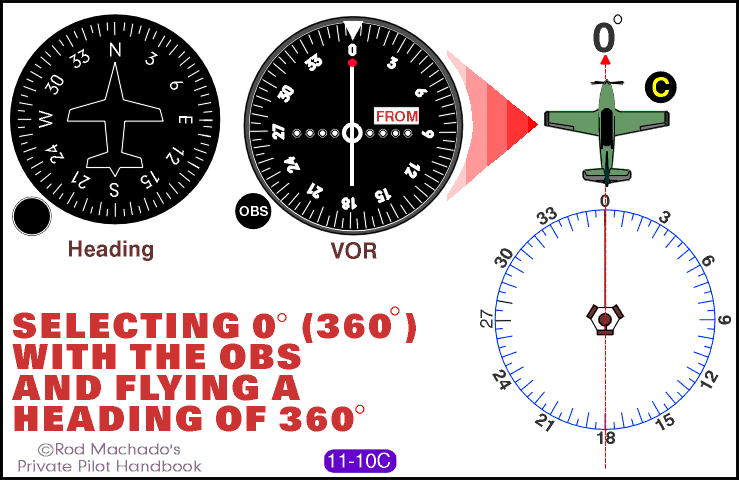 N
33
3
30
6
W
E
24
12
21
15
S
Heading
0
33
3
30
6
FROM
27
9
24
12
21
15
18
OBS
VOR
0°
C
0
33
3
30
6
27
9
24
12
21
15
18
SELECTING 0° (360°)
WITH THE OBS
AND FLYING A
HEADING OF 360°
©Rod Machado's
Private Pilot Handbook
11-10C